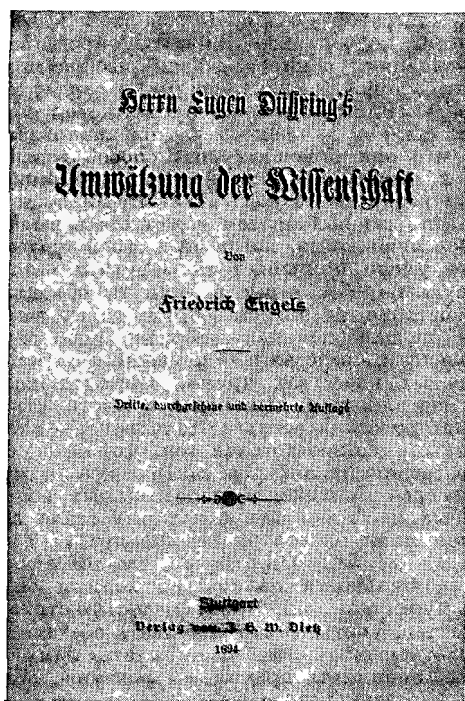 Herrn Eugen Dühring's
Umwälzung der Wissenschaft
Von
Friedrich Engels
Dritte, durchgesehene und vermehrte Auflage
Stuttgart
Verlag von J. H. W. Dietz
1894